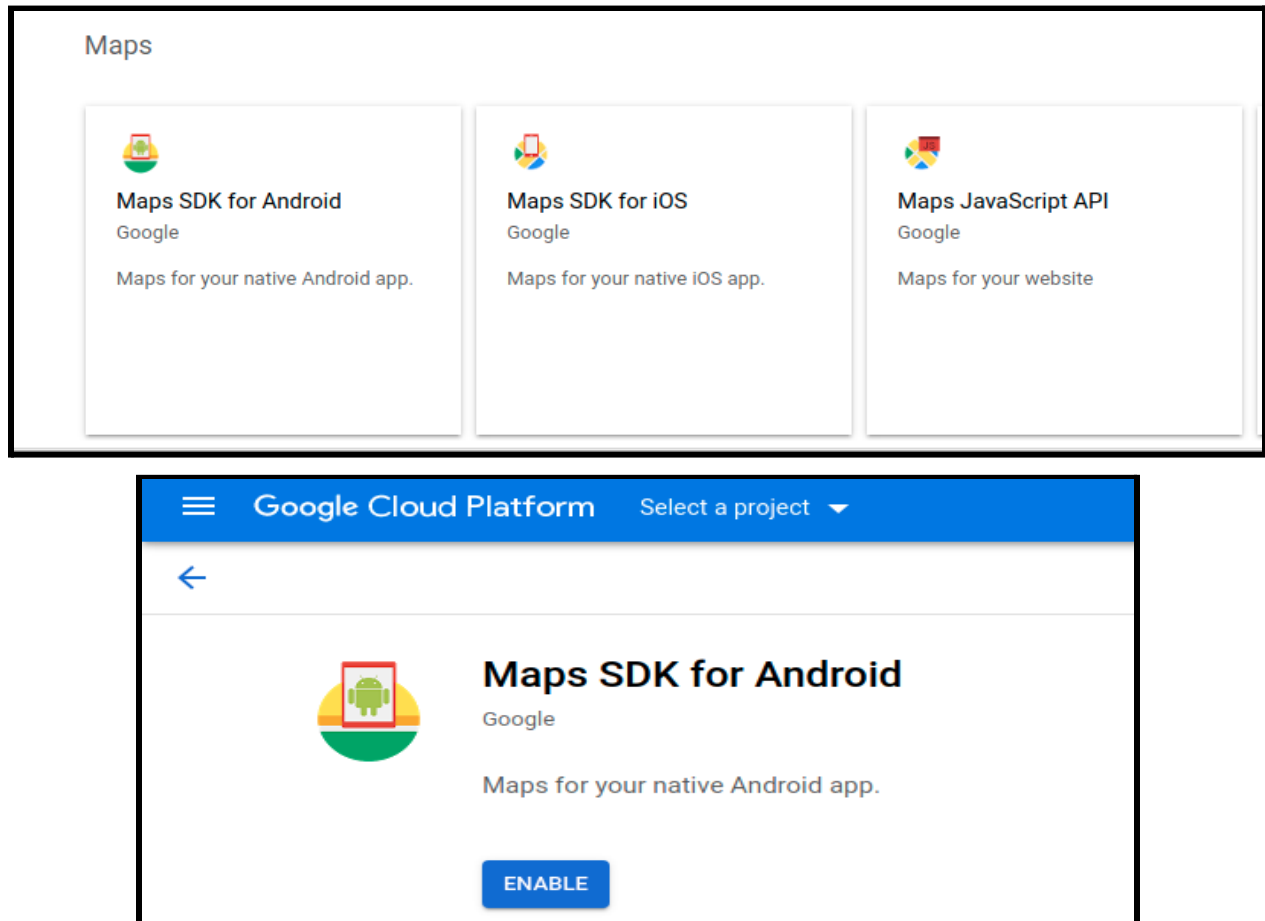 Maps
Maps SDK for Android
Google
Maps for your native Android app.
Maps SDK for iOS
Google
Maps for your native iOS app.
JS
Maps JavaScript API
Google
Maps for your website
Google Cloud Platform Select a project
Maps SDK for Android
Google
Maps for your native Android app.
ENABLE